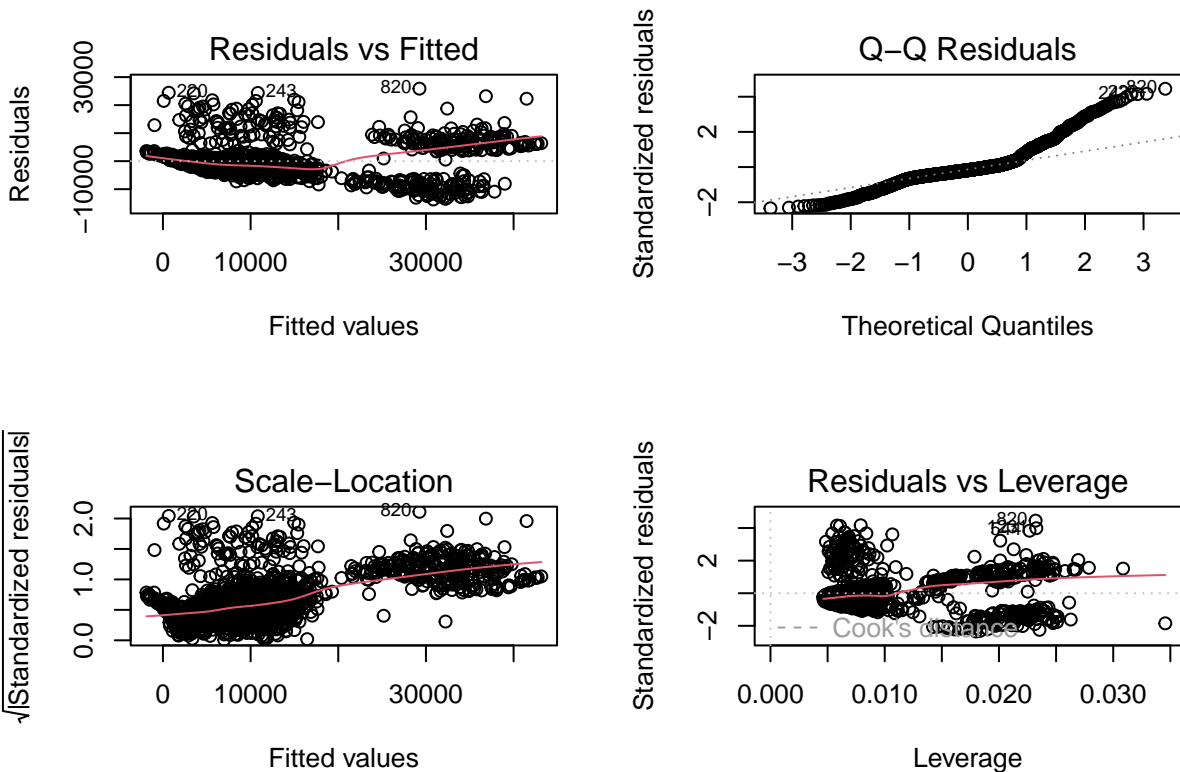 Residuals vs Fitted
Residuals
30000
−10000
220
243
820
0
10000
30000
Fitted values
Q−Q Residuals
Standardized residuals
2
−2
820
−3
−2
−1
0
1
2
3
Theoretical Quantiles
Scale−Location
√|Standardized residuals|
2.0
1.0
0.0
220
243
820
0
10000
30000
Fitted values
Residuals vs Leverage
Standardized residuals
2
−2
820
Cook's distance
0.000
0.010
0.020
0.030
Leverage